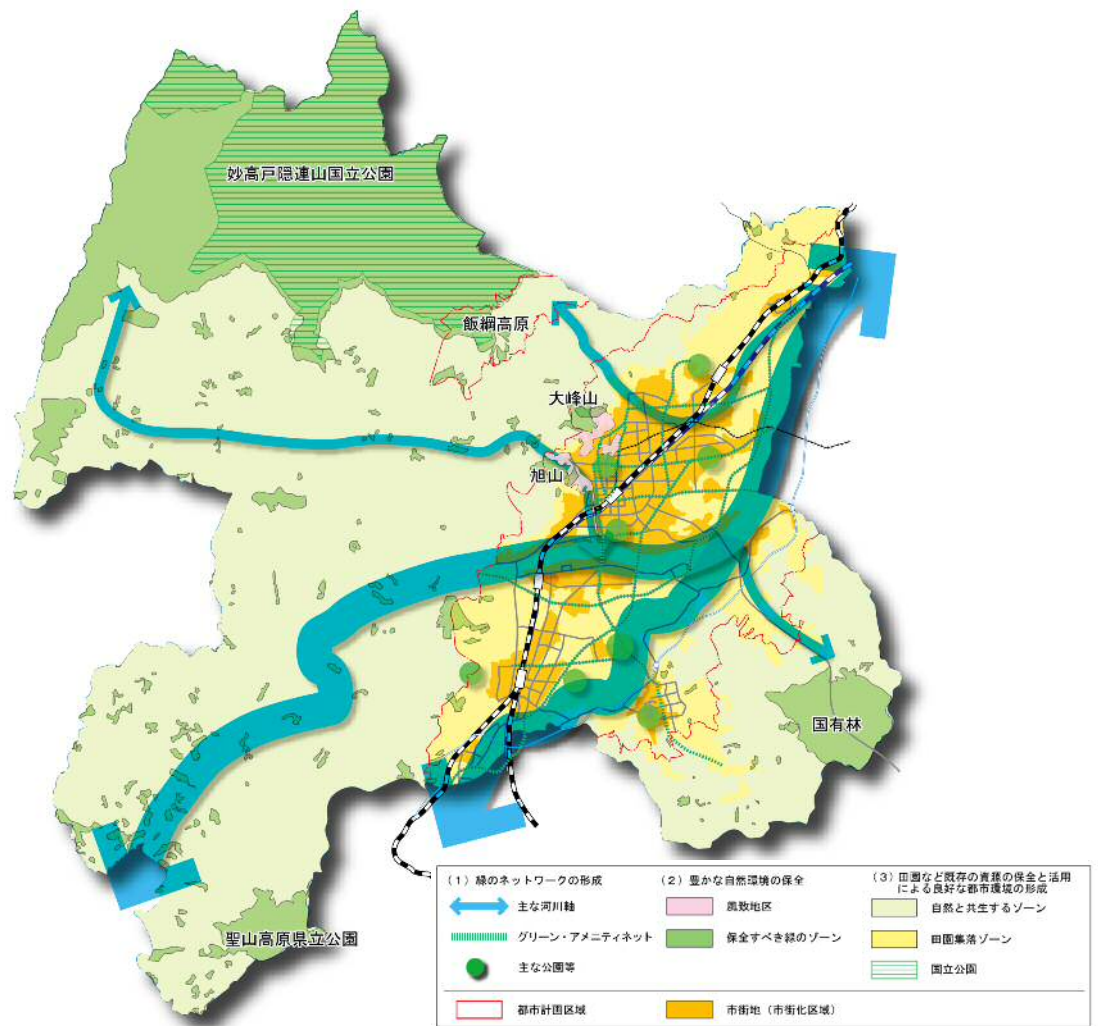 妙高戸隠連山国立公園
飯綱高原
大峰山
旭山
国有林
聖山高原県立公園
（１）緑のネットワークの形成
主な河川軸
グリーン・アメニティネット
主な公園等
都市計画区域
（２）豊かな自然環境の保全
風致地区
保全すべき緑のゾーン
市街地（市街化区域）
（３）田園など既存の資源の保全と活用
による良好な都市環境の形成
自然と共生するゾーン
田園集落ゾーン
国立公園